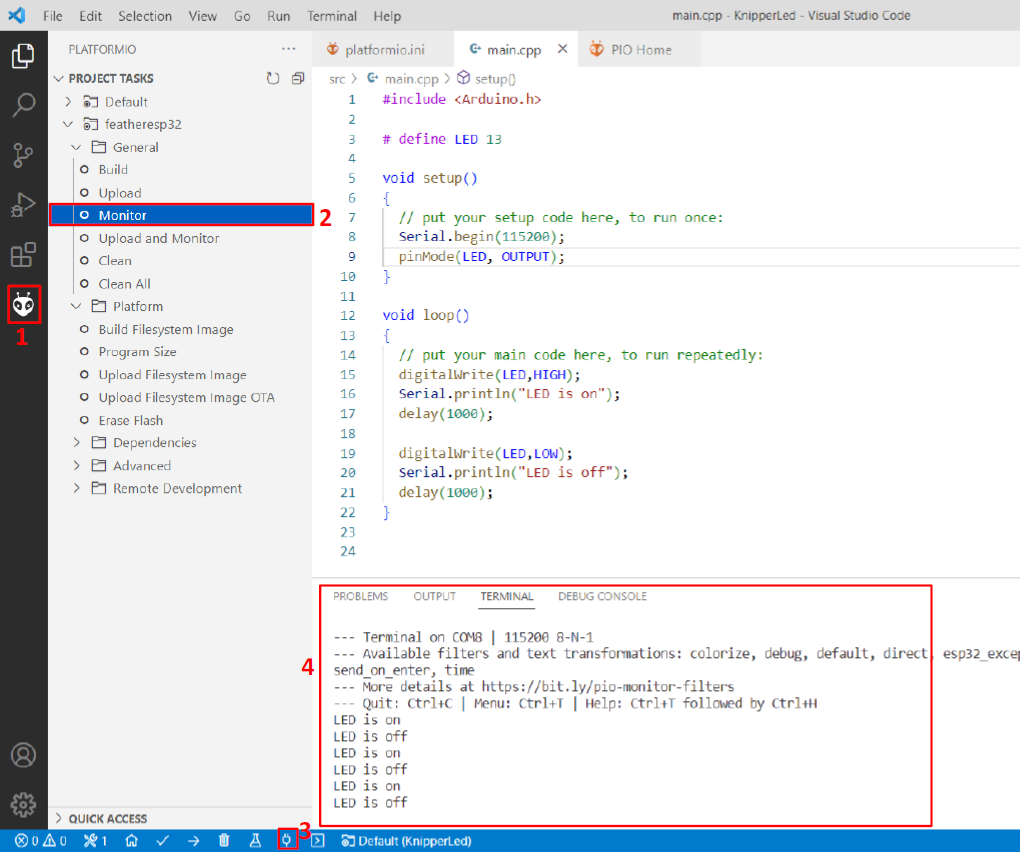 File Edit Selection View Go Run Terminal Help main.cpp - KnipperLed - Visual Studio Code
PLATFORMIO ···
PROJECT TASKS
Default
featheresp32
General
Build
Upload
Monitor
2
Upload and Monitor
Clean
Clean All
1
Platform
Build Filesystem Image
Program Size
Upload Filesystem Image
Upload Filesystem Image OTA
Erase Flash
Dependencies
Advanced
Remote Development
QUICK ACCESS
platformio.ini main.cpp PIO Home
src > main.cpp > setup()
1 #include <Arduino.h>
2
3 # define LED 13
4
5 void setup()
6 {
7 // put your setup code here, to run once:
8 Serial.begin(115200);
9 pinMode(LED, OUTPUT);
10 }
11
12 void loop()
13 {
14 // put your main code here, to run repeatedly:
15 digitalWrite(LED,HIGH);
16 Serial.println("LED is on");
17 delay(1000);
18
19 digitalWrite(LED,LOW);
20 Serial.println("LED is off");
21 delay(1000);
22 }
23
24
4
PROBLEMS OUTPUT TERMINAL DEBUG CONSOLE
--- Terminal on COM8 | 115200 8-N-1
--- Available filters and text transformations: colorize, debug, default, direct, esp32_excep
send_on_enter, time
--- More details at https://bit.ly/pio-monitor-filters
--- Quit: Ctrl+C | Menu: Ctrl+T | Help: Ctrl+T followed by Ctrl+H
LED is on
LED is off
LED is on
LED is off
LED is on
LED is off
3
0 0 1 Default (KnipperLed)